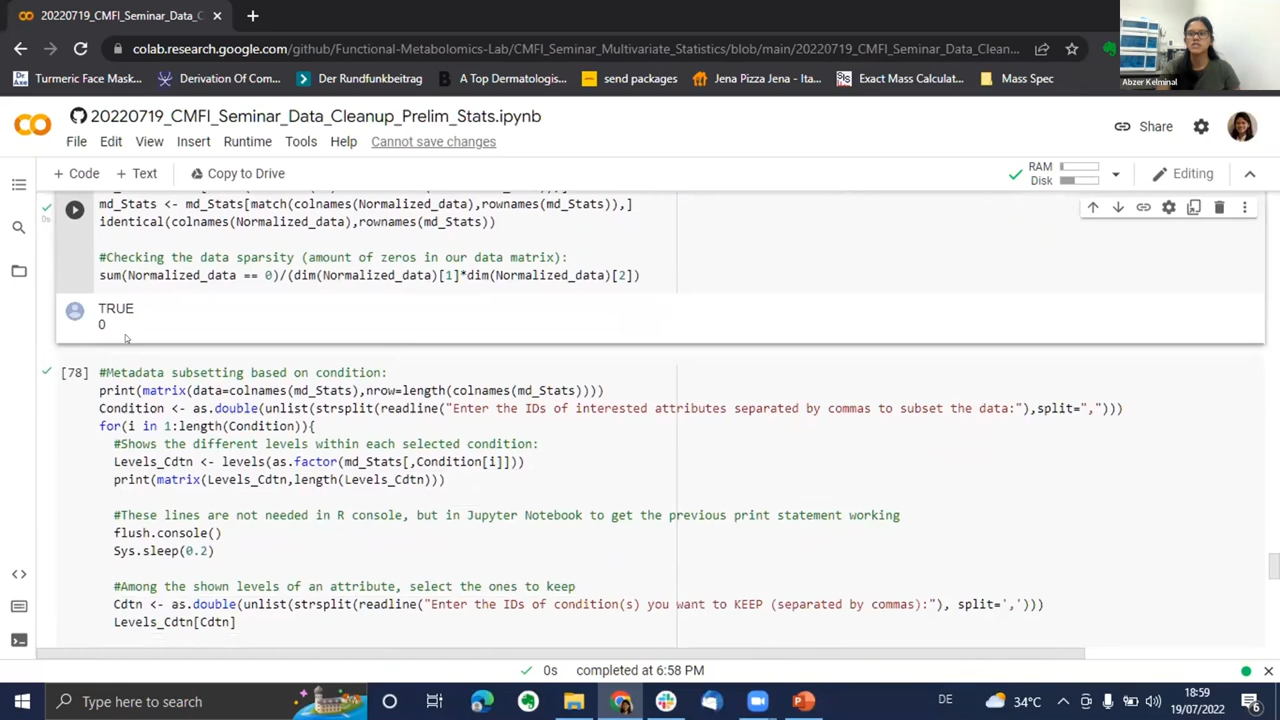 20220719_CMFI_Seminar_Data_C
colab.research.google.com/github/Functional-Met Lab/CMFI_Seminar_Multivariate_Statistics/blob/main/20220719_CMFI_Seminar_Data_Clean...
Turmeric Face Mask... Derivation Of Com... Der Rundfunkbeitrag A Top Dermatologis... send packages Jena Pizza Jena - Ita... Exact Mass Calculat... Mass Spec
Abzer Kelminal
20220719_CMFI_Seminar_Data_Cleanup_Prelim_Stats.ipynb
File Edit View Insert Runtime Tools Help Cannot save changes
Share
+ Code + Text Copy to Drive
RAM
Disk
Editing
md_Stats <- md_Stats[match(colnames(Normalized_data),rownames(md_Stats)),]
identical(colnames(Normalized_data),rownames(md_Stats))
#Checking the data sparsity (amount of zeros in our data matrix):
sum(Normalized_data == 0)/(dim(Normalized_data)[1]*dim(Normalized_data)[2])
0s
TRUE
0
[78] #Metadata subsetting based on condition:
print(matrix(data=colnames(md_Stats),nrow=length(colnames(md_Stats))))
Condition <- as.double(unlist(strsplit(readline("Enter the IDs of interested attributes separated by commas to subset the data:"),split=",")))
for(i in 1:length(Condition)){
#Shows the different levels within each selected condition:
Levels_Cdtn <- levels(as.factor(md_Stats[,Condition[i]]))
print(matrix(Levels_Cdtn,length(Levels_Cdtn)))
#These lines are not needed in R console, but in Jupyter Notebook to get the previous print statement working
flush.console()
Sys.sleep(0.2)
#Among the shown levels of an attribute, select the ones to keep
Cdtn <- as.double(unlist(strsplit(readline("Enter the IDs of condition(s) you want to KEEP (separated by commas):"), split=',')))
Levels_Cdtn[Cdtn]
0s completed at 6:58 PM
Type here to search
DE
34°C
18:59
19/07/2022
6